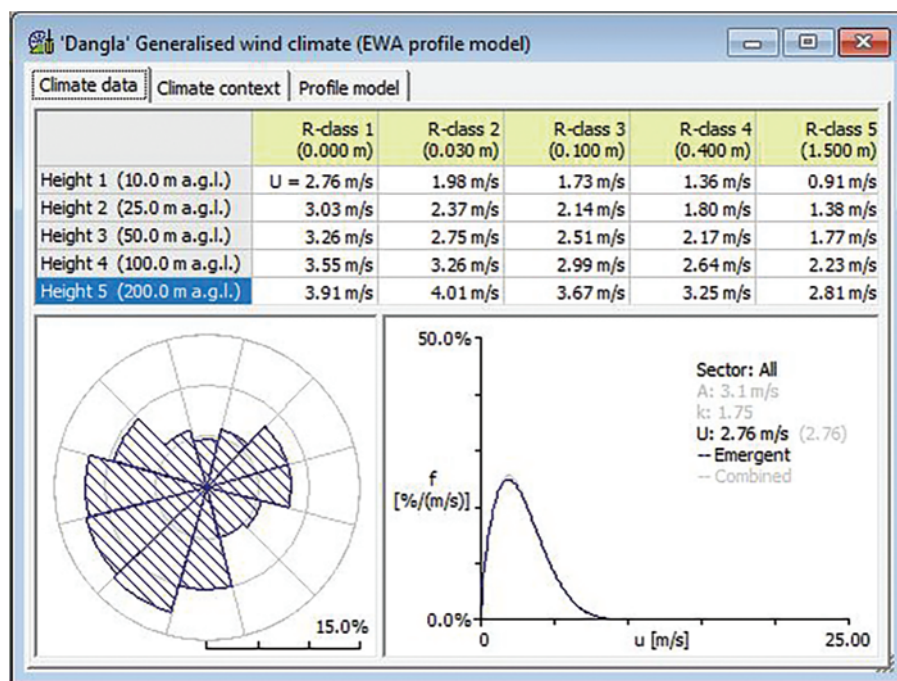 'Dangla' Generalised wind climate (EWA profile model)
Climate data Climate context Profile model
R-class 1 R-class 2 R-class 3 R-class 4 R-class 5
(0.000 m) (0.030 m) (0.100 m) (0.400 m) (1.500 m)
Height 1 (10.0 m a.g.l.) U = 2.76 m/s 1.98 m/s 1.73 m/s 1.36 m/s 0.91 m/s
Height 2 (25.0 m a.g.l.) 3.03 m/s 2.37 m/s 2.14 m/s 1.80 m/s 1.38 m/s
Height 3 (50.0 m a.g.l.) 3.26 m/s 2.75 m/s 2.51 m/s 2.17 m/s 1.77 m/s
Height 4 (100.0 m a.g.l.) 3.55 m/s 3.26 m/s 2.99 m/s 2.64 m/s 2.23 m/s
Height 5 (200.0 m a.g.l.) 3.91 m/s 4.01 m/s 3.67 m/s 3.25 m/s 2.81 m/s
15.0%
50.0%
Sector: All
A: 3.1 m/s
k: 1.75
U: 2.76 m/s (2.76)
-- Emergent
-- Combined
f
[%/(m/s)]
0.0%
0 u [m/s] 25.00